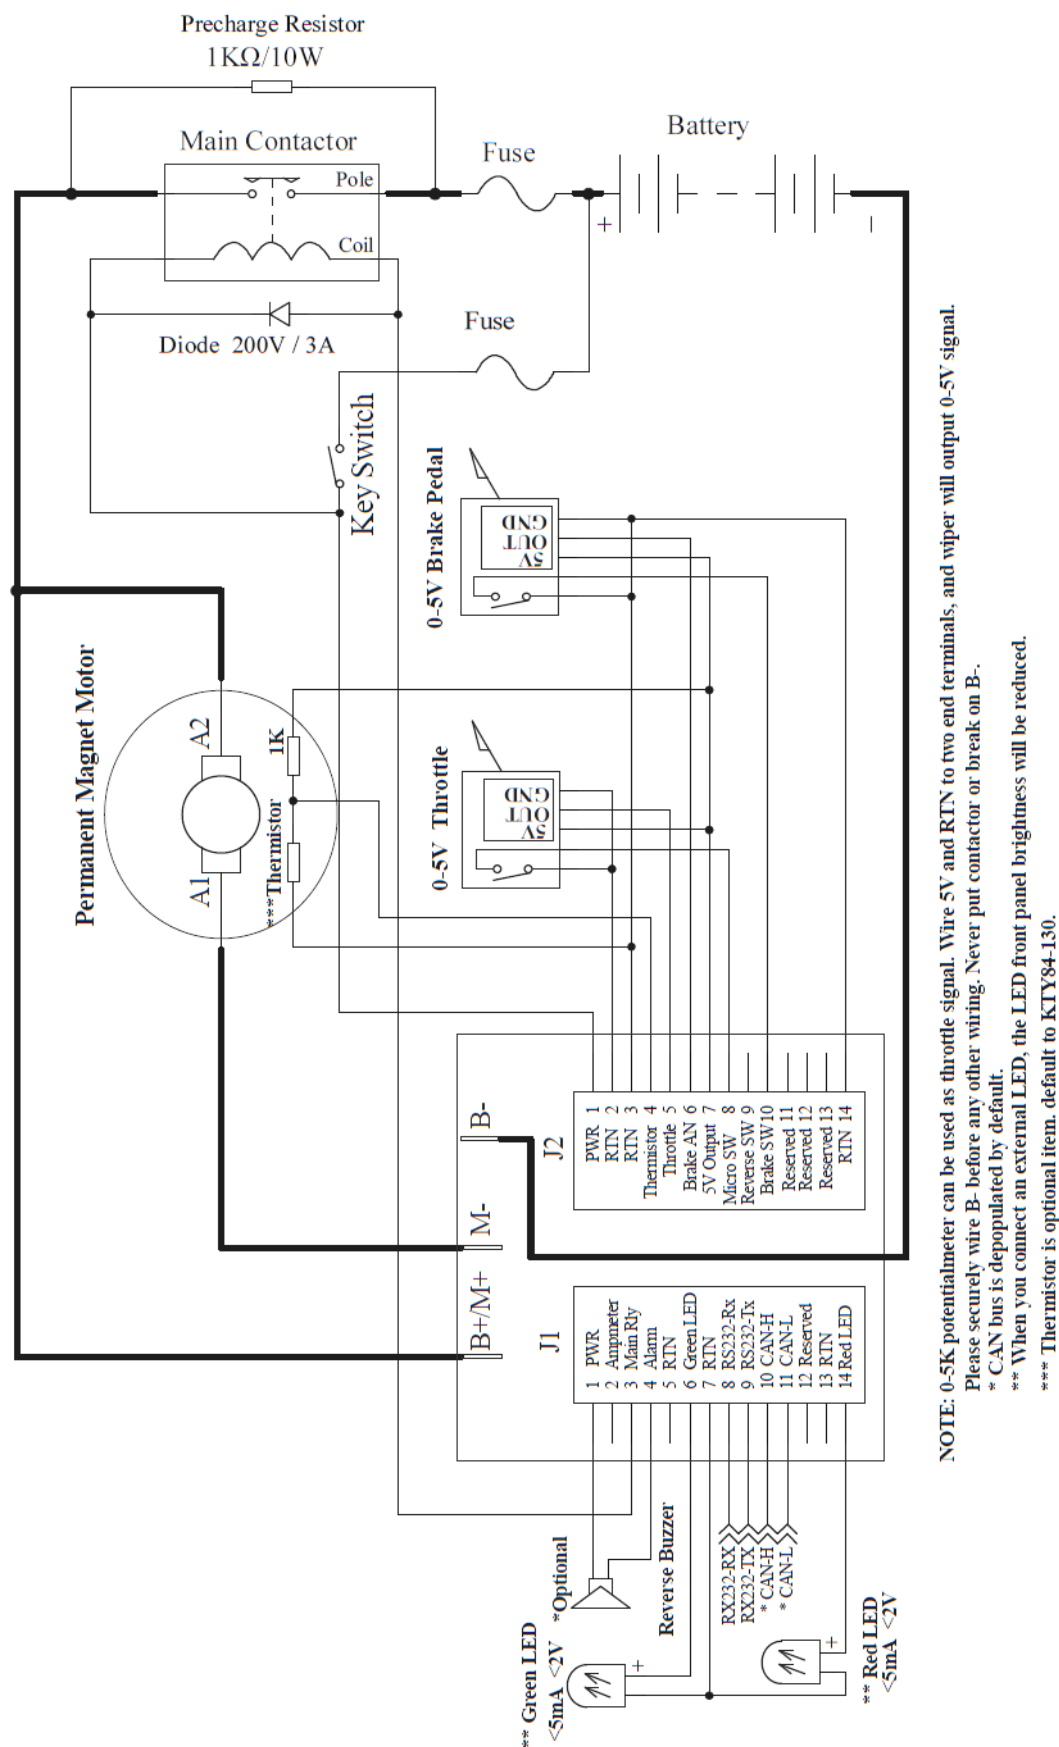 Precharge Resistor
1KΩ/10W
Main Contactor
Pole
Coil
Fuse
Battery
+
−
Diode 200V / 3A
Fuse
Key Switch
0-5V Brake Pedal
GND
OUT
5V
Permanent Magnet Motor
A2
A1
1K
***Thermistor
0-5V Throttle
GND
OUT
5V
B-
M-
B+/M+
J2
PWR 1
RTN 2
RTN 3
Thermistor 4
Throttle 5
Brake AN 6
5V Output 7
Micro SW 8
Reverse SW 9
Brake SW10
Reserved 11
Reserved 12
Reserved 13
RTN 14
J1
1 PWR
2 Ampmeter
3 Main Rly
4 Alarm
5 RTN
6 Green LED
7 RTN
8 RS232-Rx
9 RS232-Tx
10 CAN-H
11 CAN-L
12 Reserved
13 RTN
14 Red LED
*Optional
Reverse Buzzer
RX232-RX
RX232-TX
* CAN-H
* CAN-L
** Green LED
<5mA <2V
+
** Red LED
<5mA <2V
+
NOTE: 0-5K potentialmeter can be used as throttle signal. Wire 5V and RTN to two end terminals, and wiper will output 0-5V signal.
Please securely wire B- before any other wiring. Never put contactor or break on B-.
* CAN bus is depopulated by default.
** When you connect an external LED, the LED front panel brightness will be reduced.
*** Thermistor is optional item. default to KTY84-130.